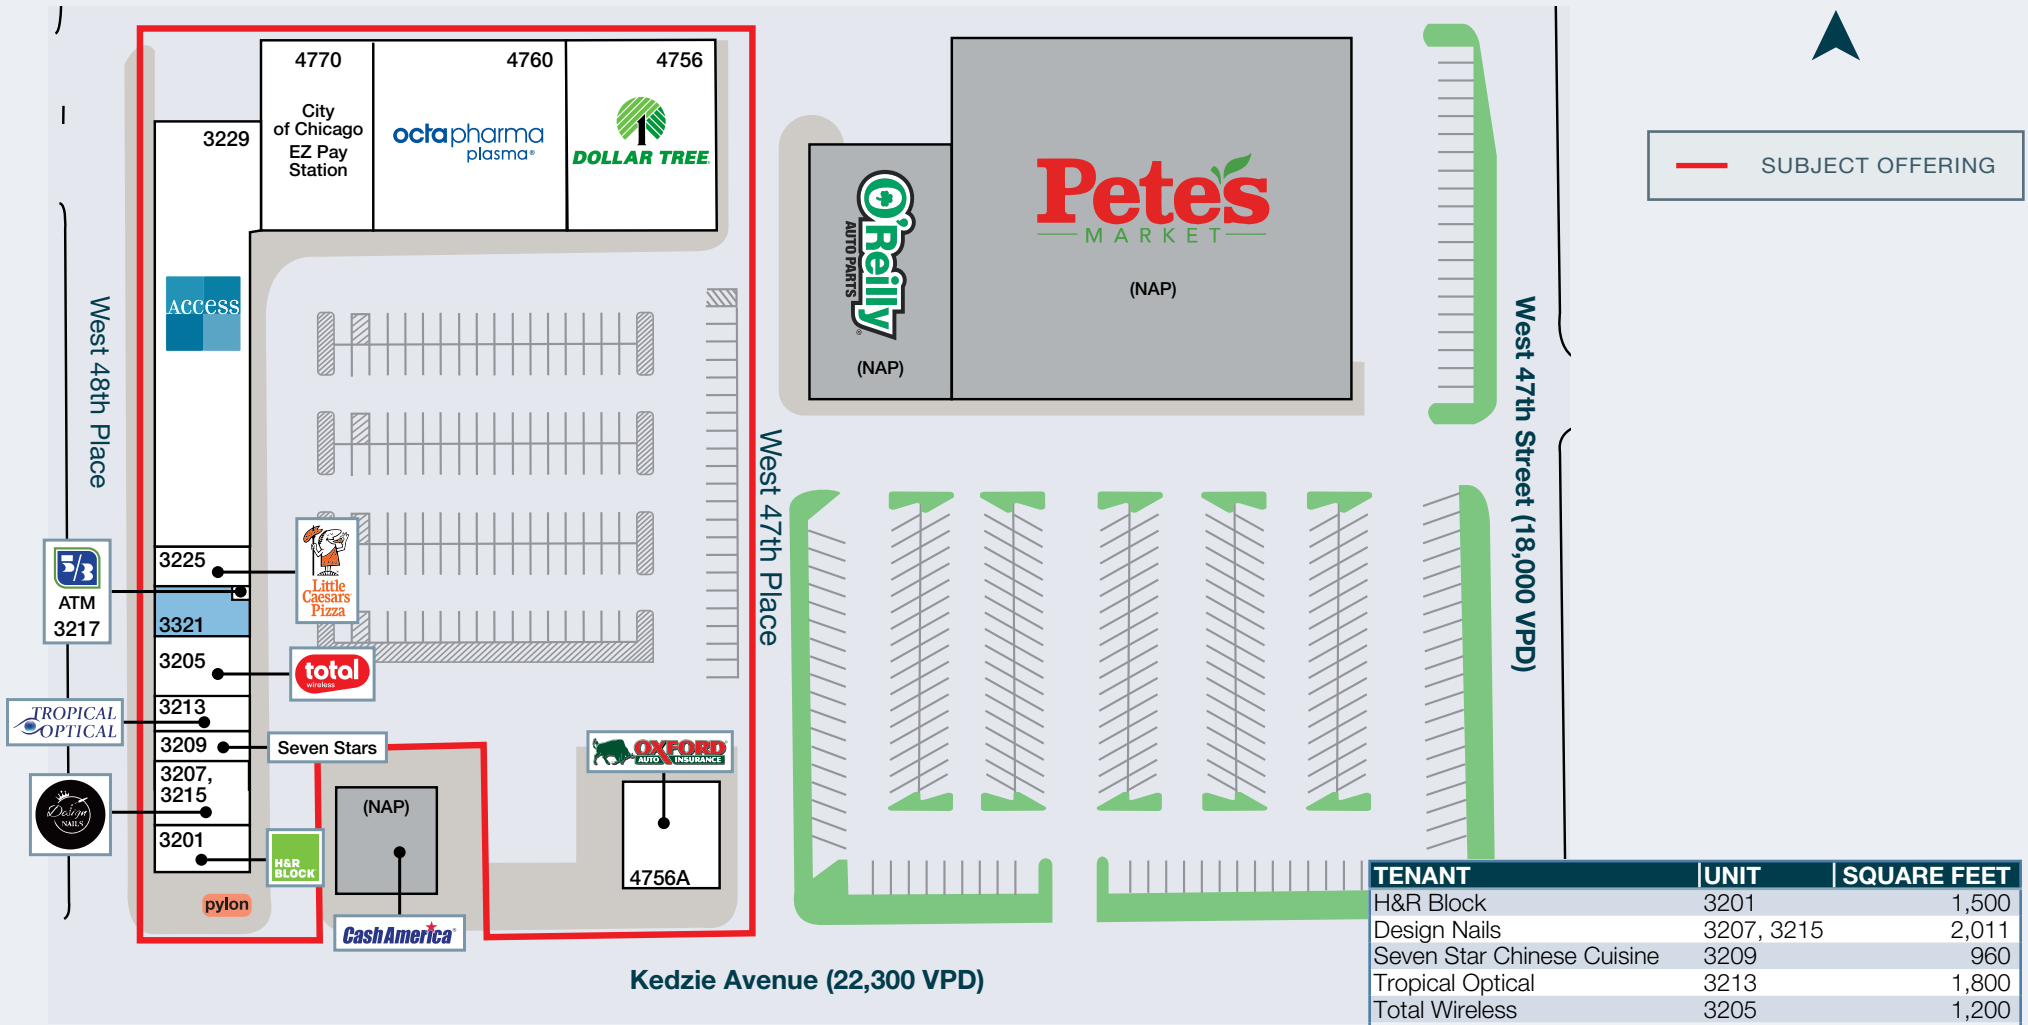 4770
City
of Chicago
EZ Pay
Station
4760
octapharma
plasma®
4756
DOLLAR TREE
3229
ACCESS
West 48th Place
3225
Little
Caesars
Pizza
5/3
ATM
3217
3321
3205
total
wireless
3213
TROPICAL
OPTICAL
3209
Seven Stars
3207,
3215
Design
NAILS
3201
H&R
BLOCK
pylon
(NAP)
CashAmerica
OXFORD
AUTO INSURANCE
4756A
West 47th Place
O'Reilly
AUTO PARTS
(NAP)
Pete's
MARKET
(NAP)
West 47th Street (18,000 VPD)
Kedzie Avenue (22,300 VPD)
SUBJECT OFFERING
TENANT UNIT SQUARE FEET
H&R Block 3201 1,500
Design Nails 3207, 3215 2,011
Seven Star Chinese Cuisine 3209 960
Tropical Optical 3213 1,800
Total Wireless 3205 1,200